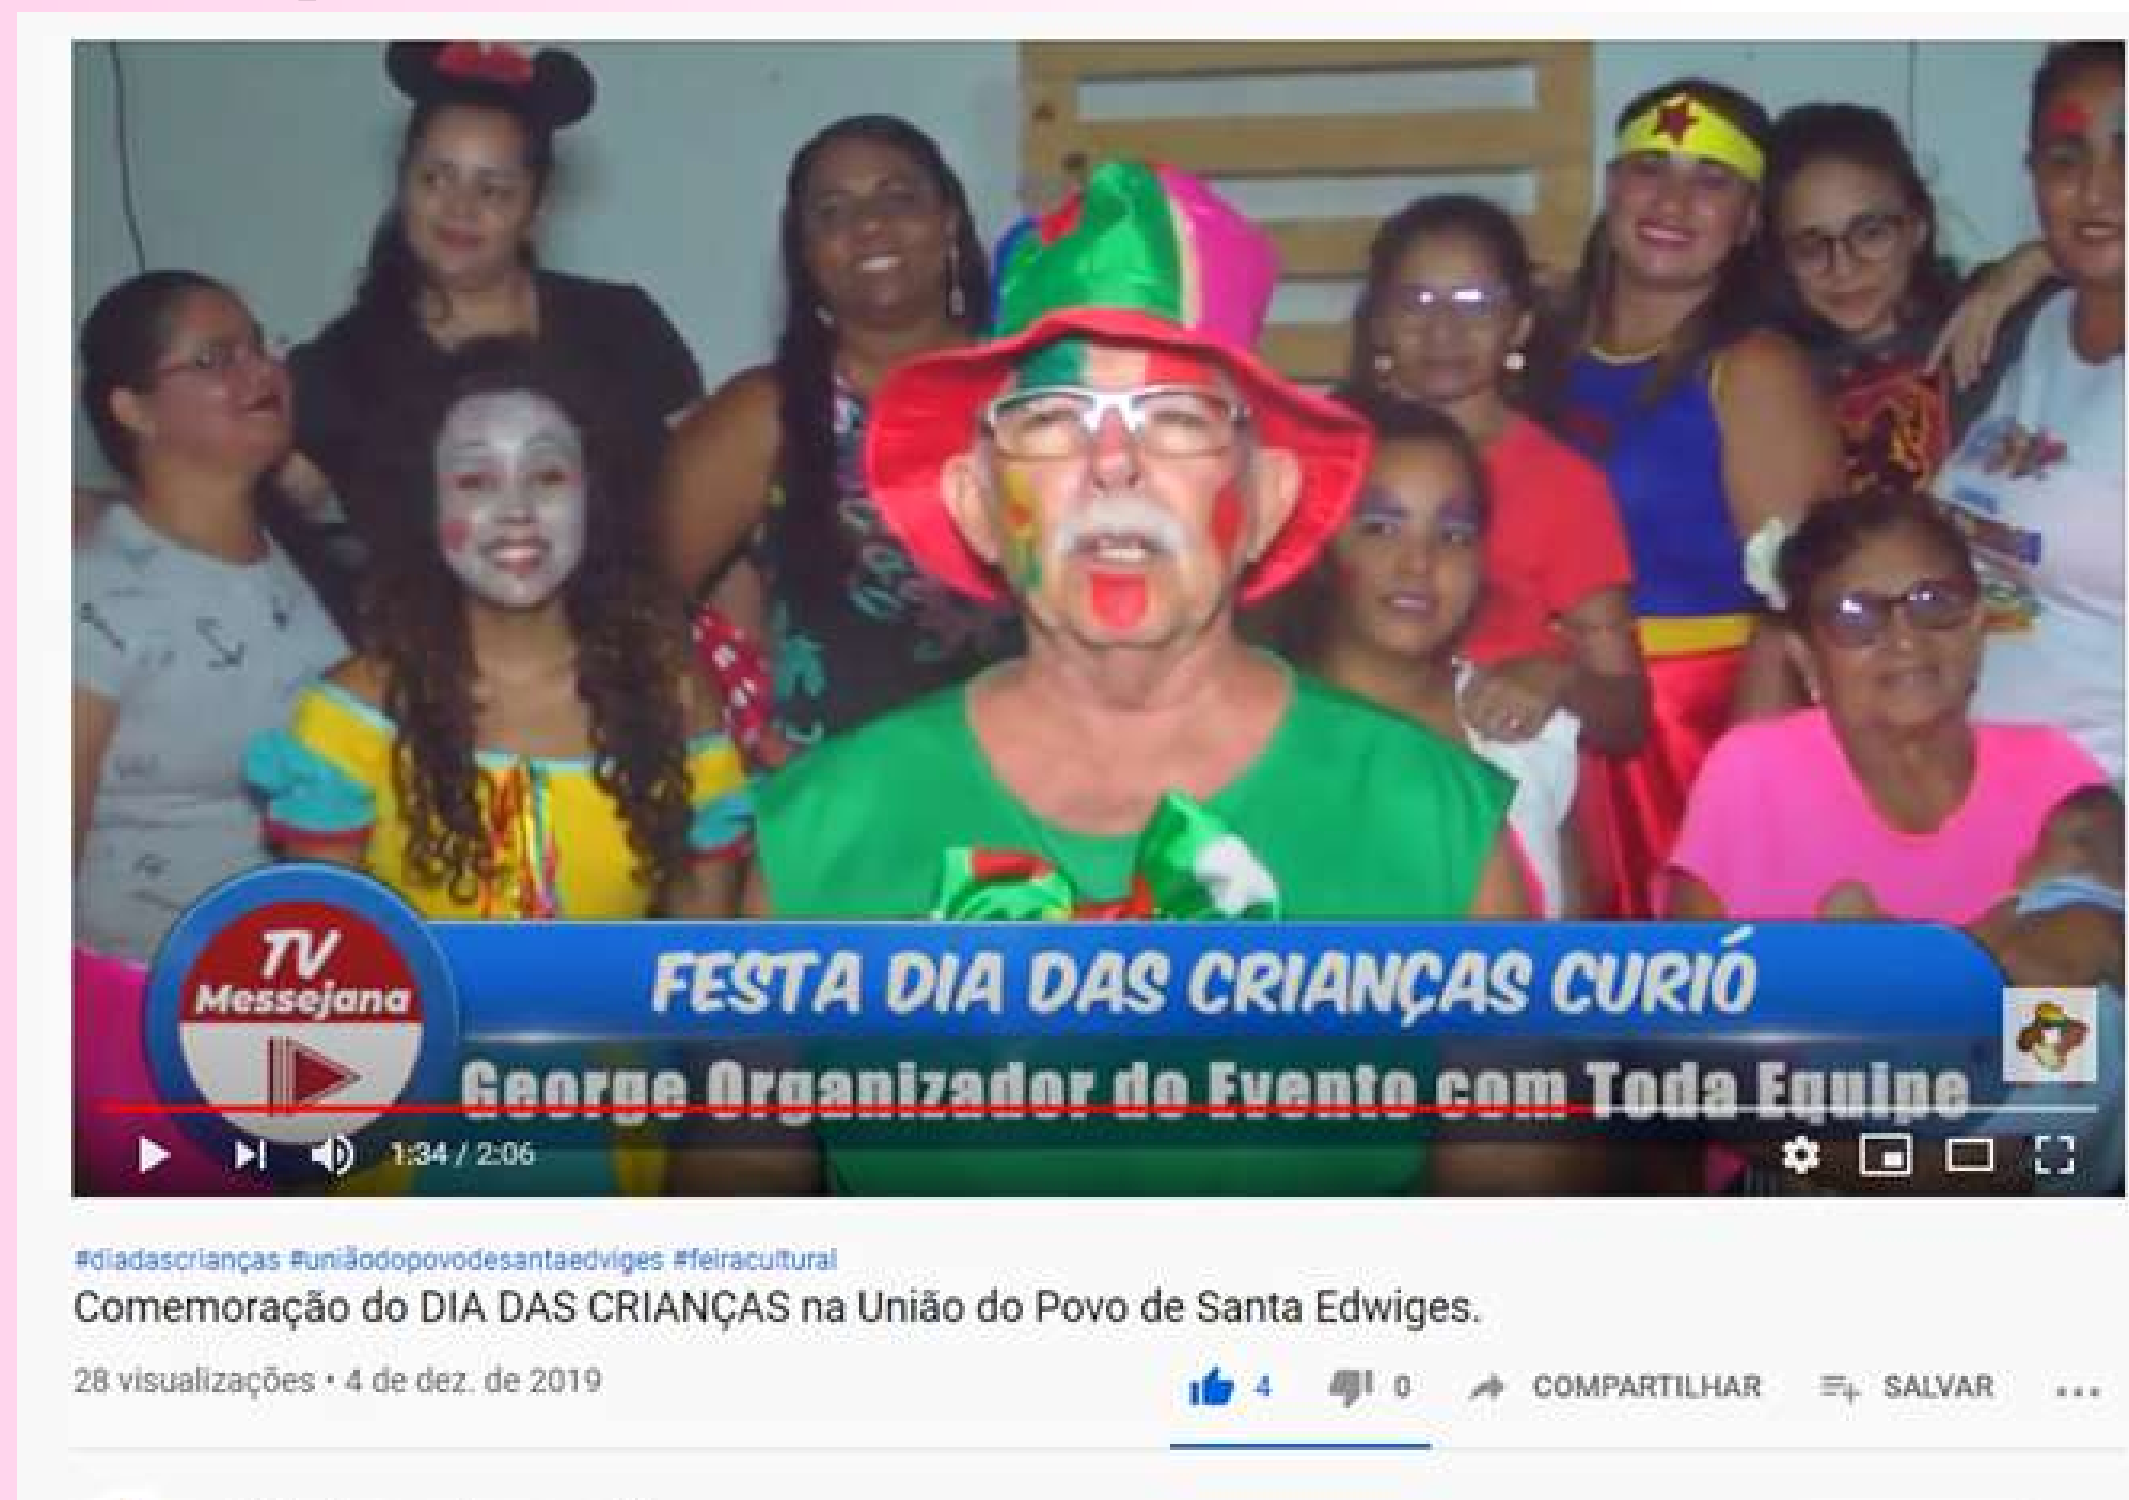 TV
Messejana
FESTA DIA DAS CRIANÇAS CURIÓ
George Organizador do Evento com Toda Equipe
1:34 / 2:06
#diadascrianças #uniãodopovodesantaedviges #feiracultural
Comemoração do DIA DAS CRIANÇAS na União do Povo de Santa Edwiges.
28 visualizações • 4 de dez. de 2019
4 0 COMPARTILHAR SALVAR